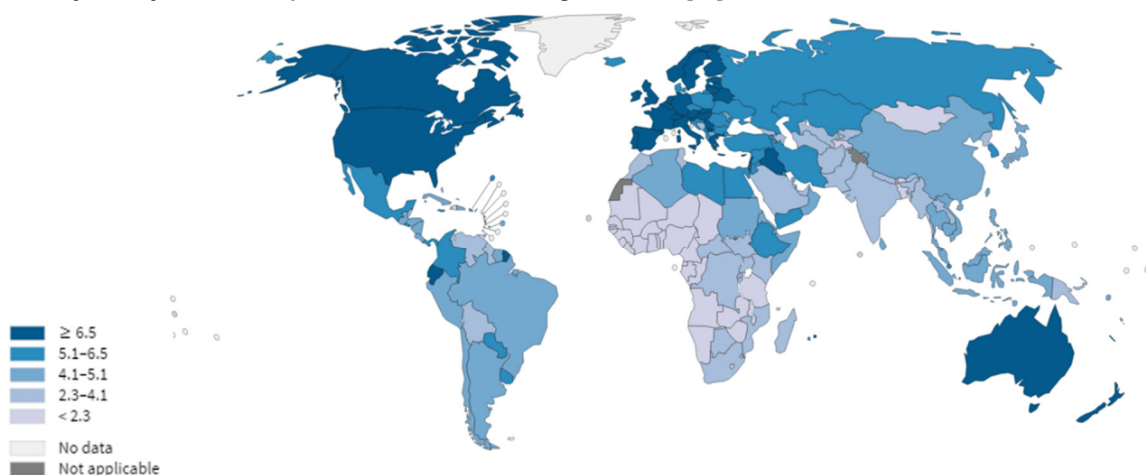 ≥ 6.5
5.1–6.5
4.1–5.1
2.3–4.1
< 2.3
No data
Not applicable